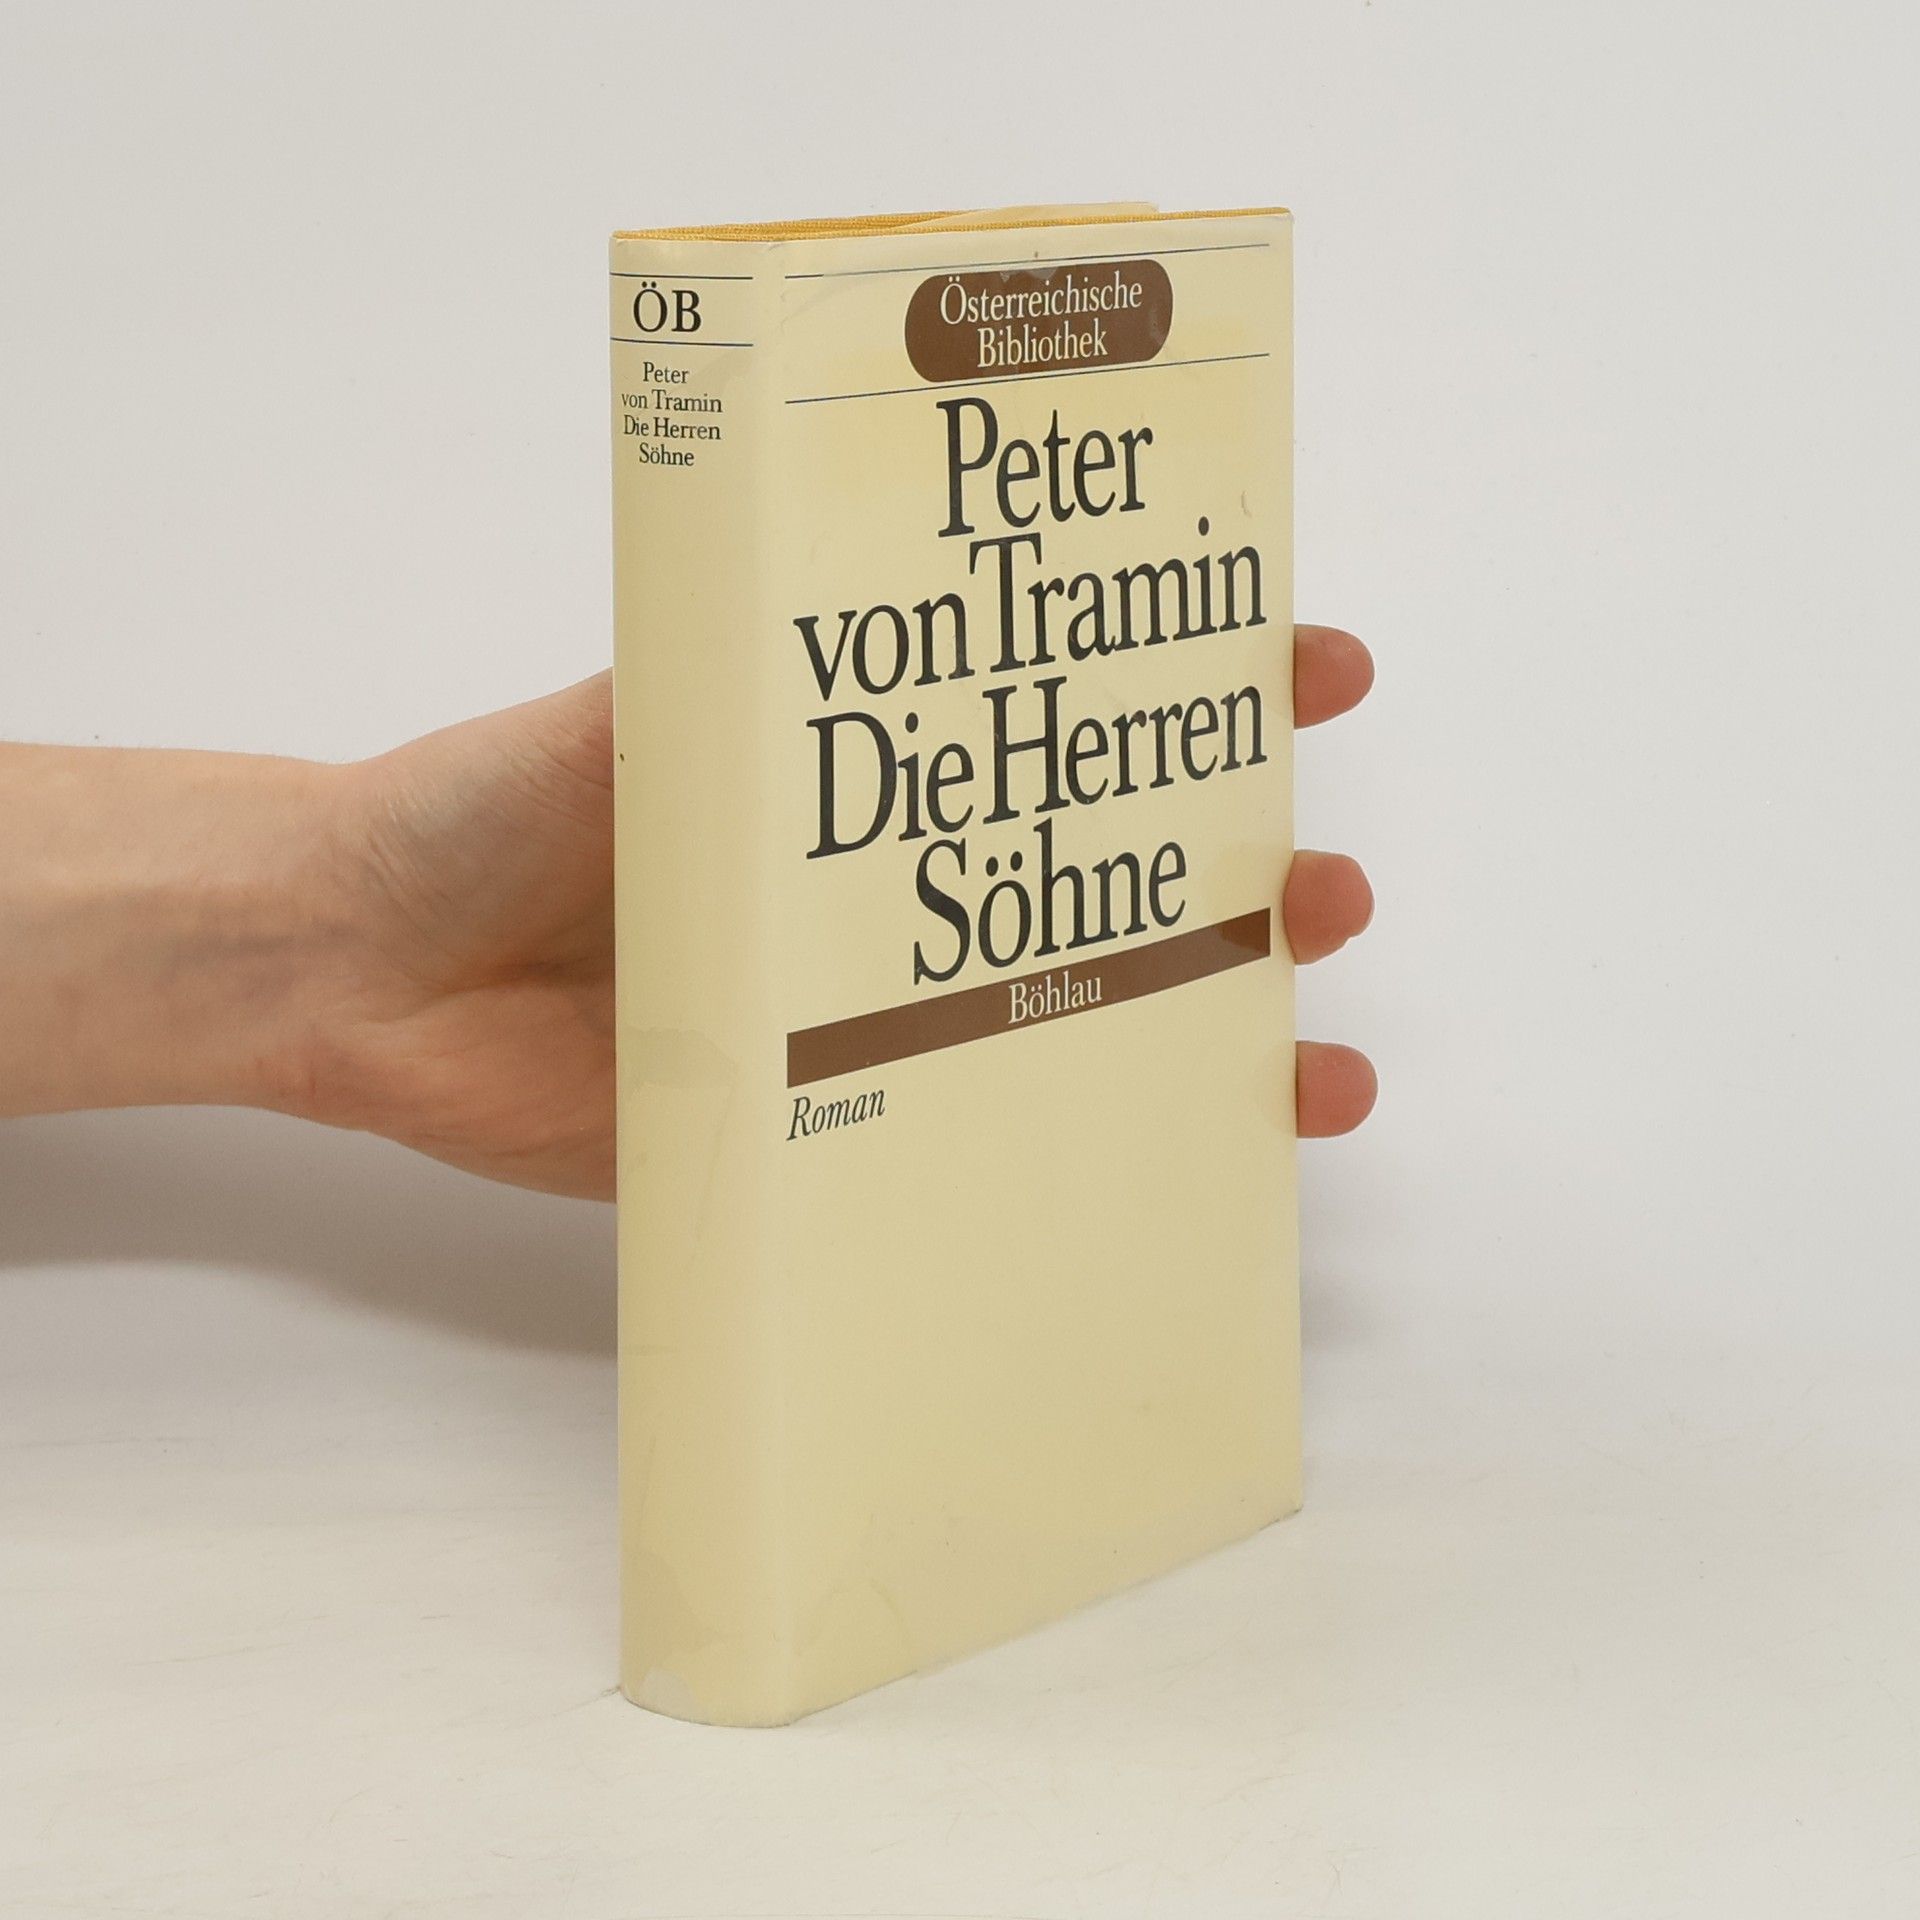 ÖB
Peter
von Tramin
Die Herren
Söhne
Österreichische
Bibliothek
Peter
von Tramin
Die Herren
Söhne
Böhlau
Roman